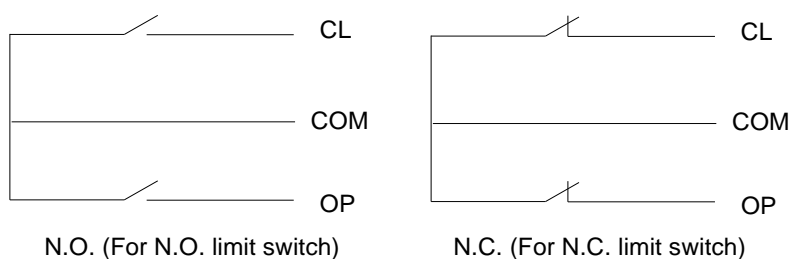 CL
COM
OP
N.O. (For N.O. limit switch)
CL
COM
OP
N.C. (For N.C. limit switch)